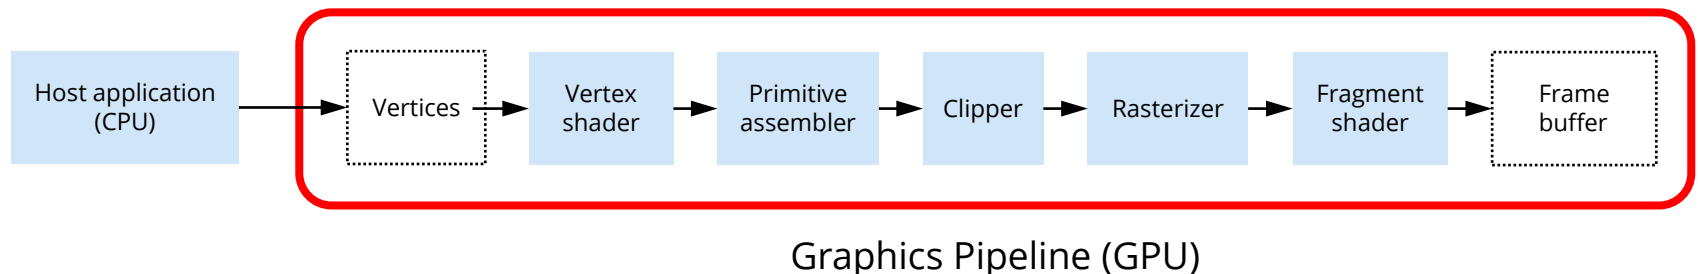 Host application
(CPU)
Vertices
Vertex
shader
Primitive
assembler
Clipper
Rasterizer
Fragment
shader
Frame
buffer
Graphics Pipeline (GPU)